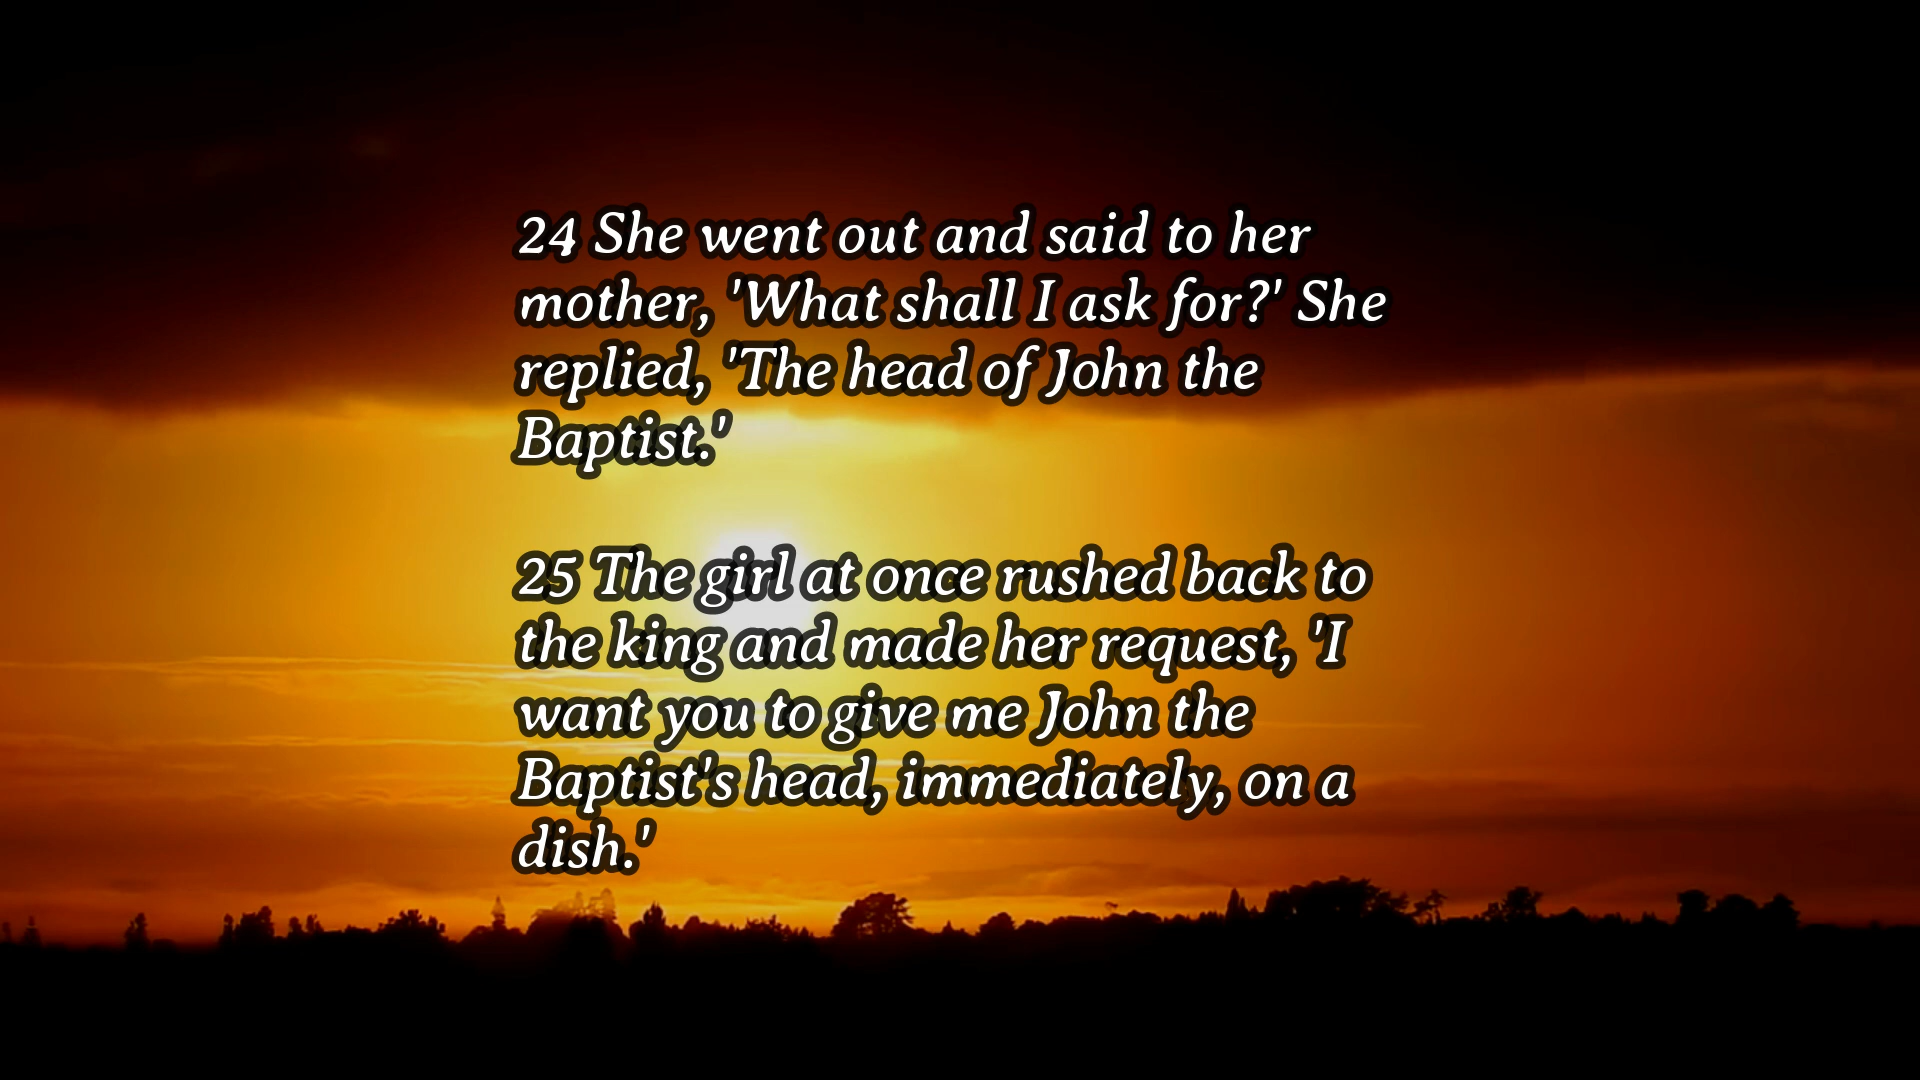 24 She went out and said to her
mother, 'What shall I ask for?' She
replied, 'The head of John the
Baptist.'
25 The girl at once rushed back to
the king and made her request, 'I
want you to give me John the
Baptist's head, immediately, on a
dish.'